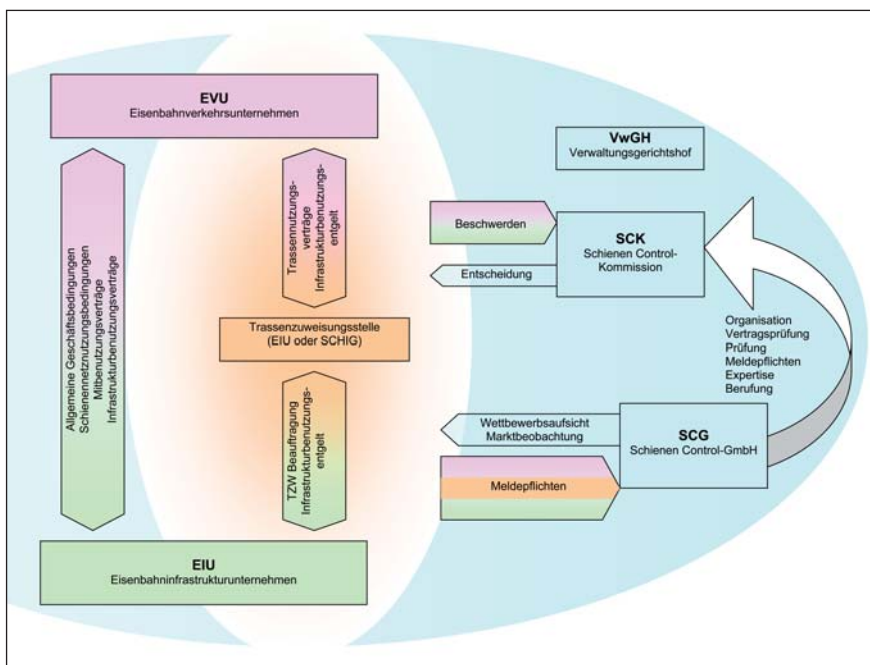 EVU
Eisenbahnverkehrsunternehmen
Allgemeine Geschäftsbedingungen
Schienennetznutzungsbedingungen
Mitbenutzungsverträge
Infrastrukturbenutzungsverträge
Trassennutzungs-
verträge
Infrastrukturbenutzungs-
entgelt
Trassenzuweisungsstelle
(EIU oder SCHIG)
TZW Beauftragung
Infrastrukturbenutzungs-
entgelt
EIU
Eisenbahninfrastrukturunternehmen
VwGH
Verwaltungsgerichtshof
Beschwerden
SCK
Schienen Control-
Kommission
Entscheidung
Organisation
Vertragsprüfung
Prüfung
Meldepflichten
Expertise
Berufung
Wettbewerbsaufsicht
Marktbeobachtung
SCG
Schienen Control-GmbH
Meldepflichten